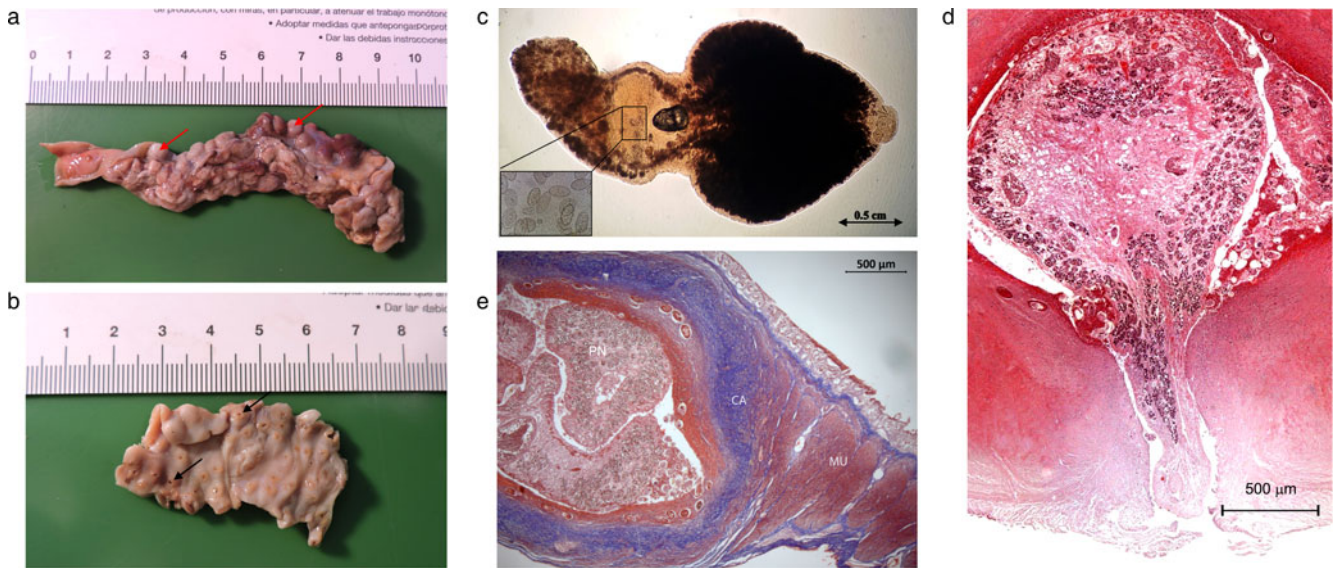 a
de producción, con miras, en particular, a atenuar el trabajo monótono
• Adoptar medidas que antepongas
• Dar las debidas instrucciones
0 1 2 3 4 5 6 7 8 9 10
b
• Dar las debid
1 2 3 4 5 6 7 8 9
c
0.5 cm
e
500 µm
PN
CA
MU
d
500 µm